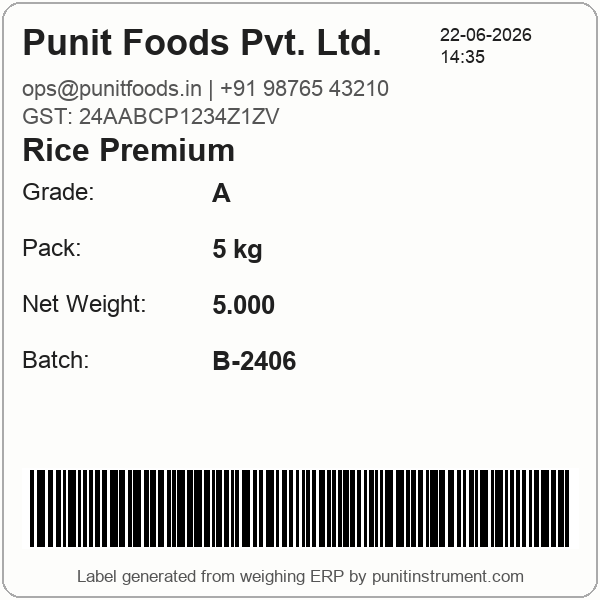 Punit Foods Pvt. Ltd.
22-06-2026
14:35
ops@punitfoods.in | +91 98765 43210
GST: 24AABCP1234Z1ZV
Rice Premium
Grade: A
Pack: 5 kg
Net Weight: 5.000
Batch: B-2406
Label generated from weighing ERP by punitinstrument.com